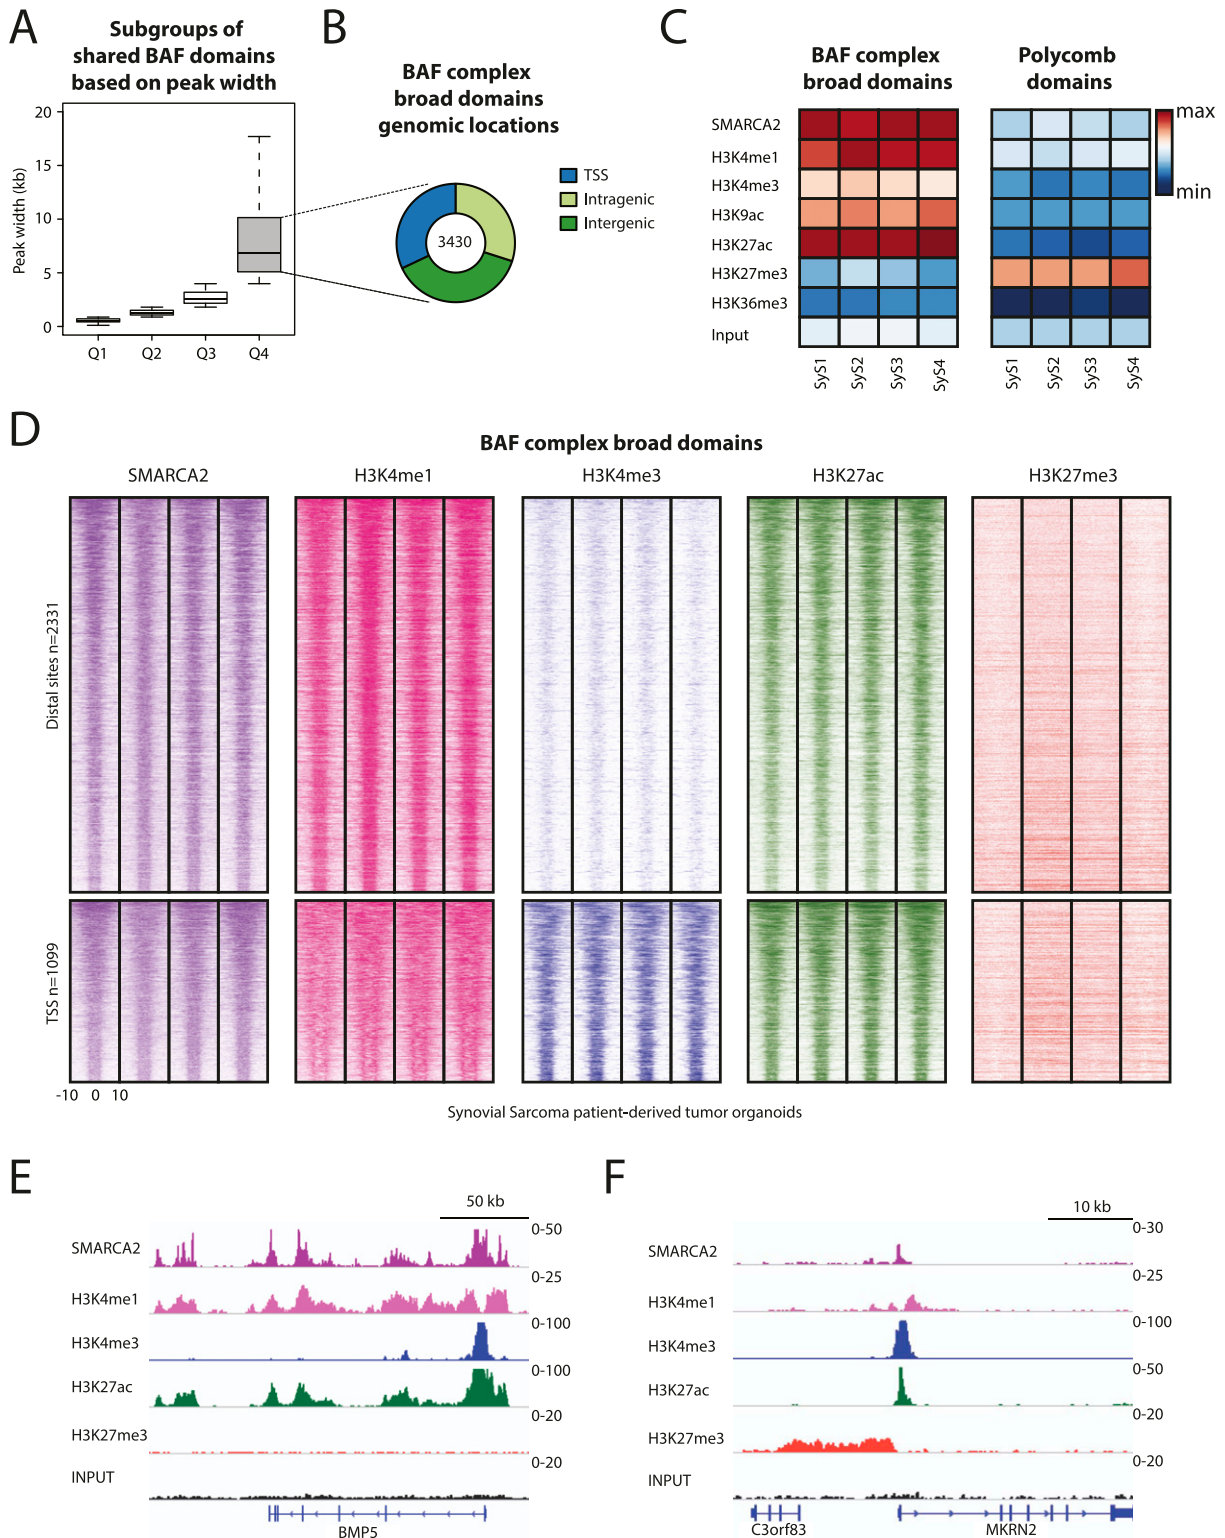 A
Subgroups of
shared BAF domains
based on peak width
Peak width (kb)
20
15
10
5
0
Q1 Q2 Q3 Q4
B
BAF complex
broad domains
genomic locations
3430
TSS
Intragenic
Intergenic
C
BAF complex
broad domains
Polycomb
domains
SMARCA2
H3K4me1
H3K4me3
H3K9ac
H3K27ac
H3K27me3
H3K36me3
Input
SyS1 SyS2 SyS3 SyS4
SyS1 SyS2 SyS3 SyS4
max
min
D
BAF complex broad domains
SMARCA2 H3K4me1 H3K4me3 H3K27ac H3K27me3
Distal sites n=2331
TSS n=1099
-10 0 10
Synovial Sarcoma patient-derived tumor organoids
E
50 kb
SMARCA2 0-50
H3K4me1 0-25
H3K4me3 0-100
H3K27ac 0-100
H3K27me3 0-20
INPUT 0-20
BMP5
F
10 kb
SMARCA2 0-30
H3K4me1 0-25
H3K4me3 0-100
H3K27ac 0-50
H3K27me3 0-20
INPUT 0-20
C3orf83 MKRN2